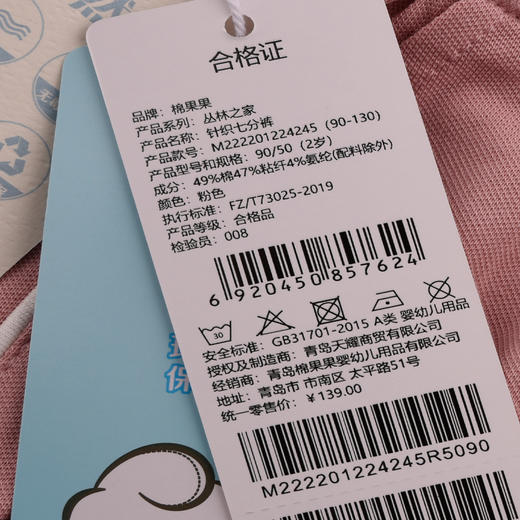 合格证
品牌：棉果果
产品系列：丛林之家
产品名称：针织七分裤
产品款号：M222201224245（90-130）
产品型号和规格：90/50（2岁）
成分：49%棉47%粘纤4%氨纶(配料除外)
颜色：粉色
执行标准：FZ/T73025-2019
产品等级：合格品
检验员：008
6 920450 857624
30
安全标准：GB31701-2015 A类 婴幼儿用品
授权及制造商：青岛天耀商贸有限公司
经销商：青岛棉果果婴幼儿用品有限公司
地址：青岛市 市南区 太平路51号
统一零售价：￥139.00
M222201224245R5090
保